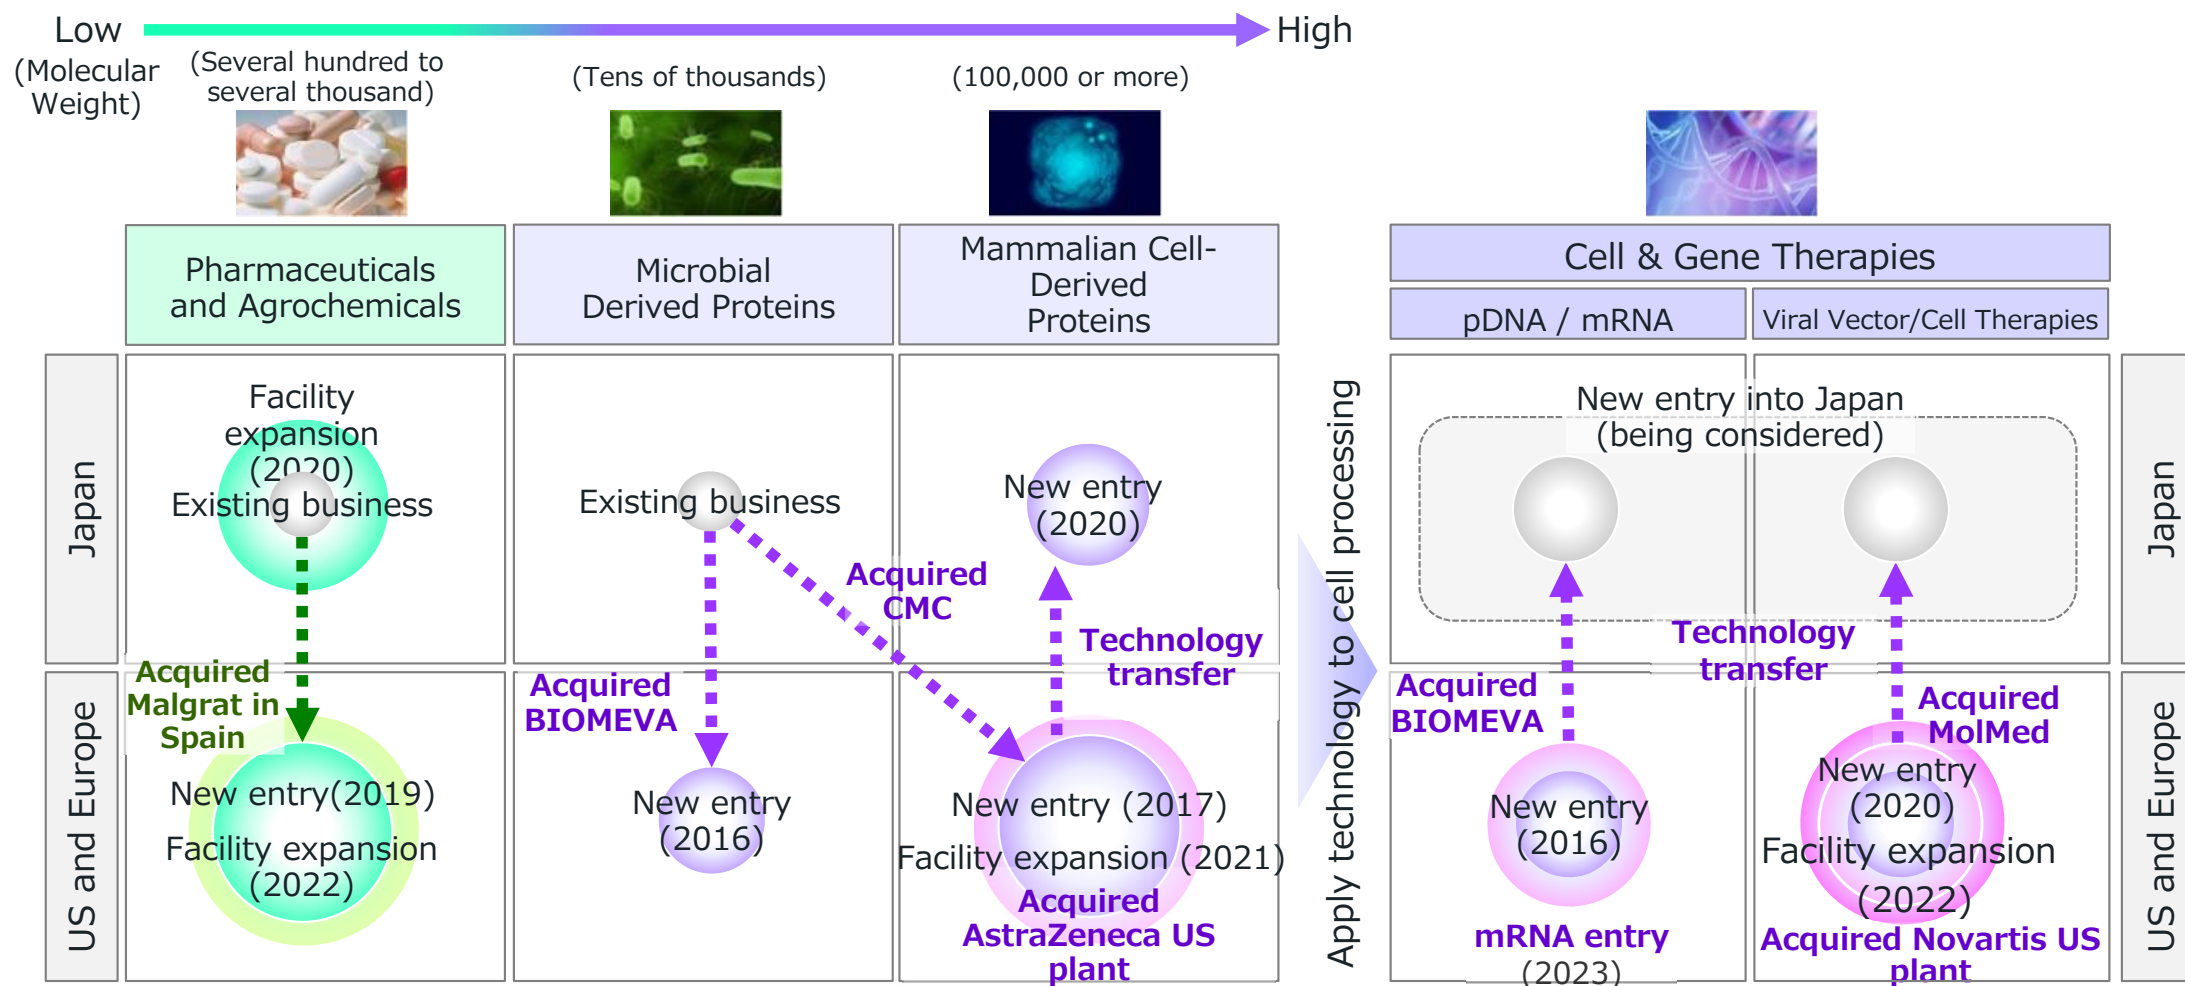 Low
High
(Molecular
Weight)
(Several hundred to
several thousand)
(Tens of thousands)
(100,000 or more)
Pharmaceuticals
and Agrochemicals
Microbial
Derived Proteins
Mammalian Cell-
Derived
Proteins
Cell & Gene Therapies
pDNA / mRNA
Viral Vector/Cell Therapies
Japan
Facility
expansion
(2020)
Existing business
Existing business
New entry
(2020)
Acquired
CMC
Technology
transfer
Apply technology to cell processing
New entry into Japan
(being considered)
Technology
transfer
Japan
US and Europe
Acquired
Malgrat in
Spain
New entry(2019)
Facility expansion
(2022)
Acquired
BIOMEVA
New entry
(2016)
New entry (2017)
Facility expansion (2021)
Acquired
AstraZeneca US
plant
Acquired
BIOMEVA
New entry
(2016)
mRNA entry
(2023)
Acquired
MolMed
New entry
(2020)
Facility expansion
(2022)
Acquired Novartis US
plant
US and Europe